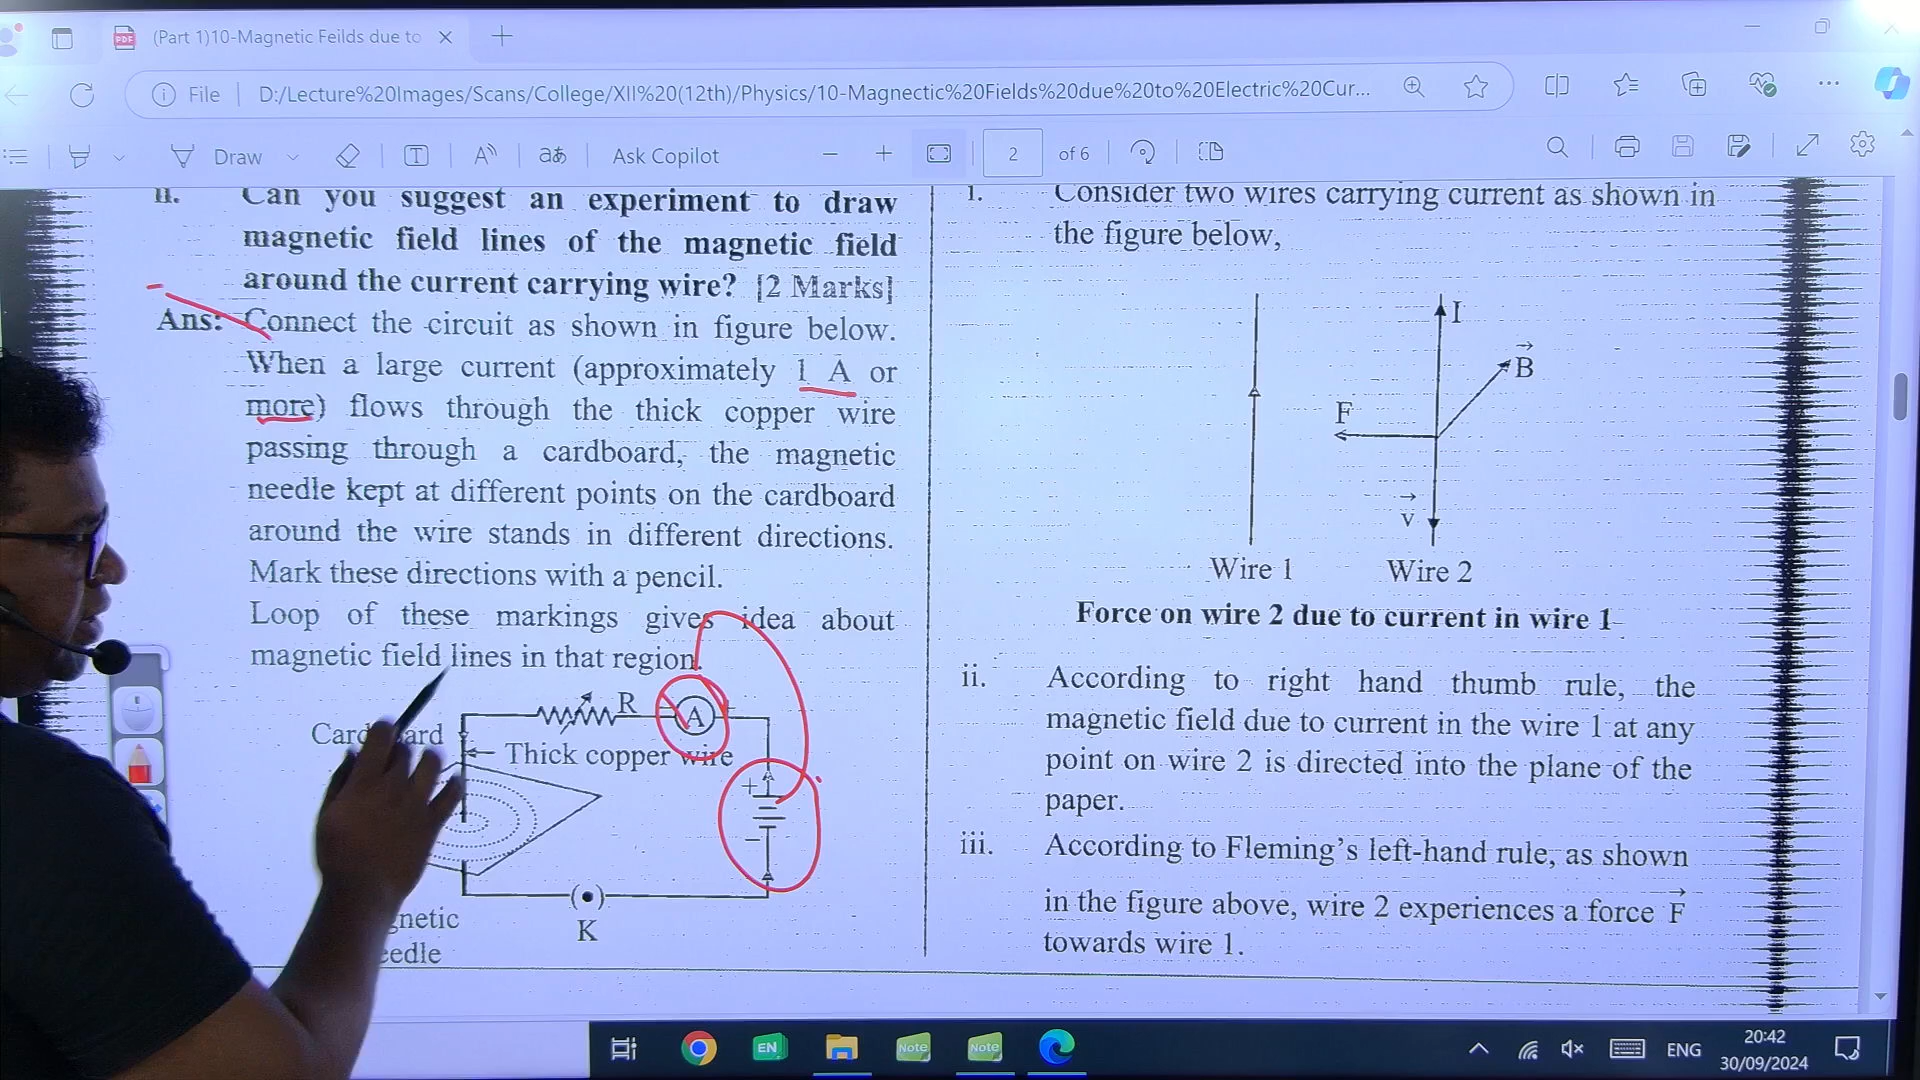 (Part 1)10-Magnetic Feilds due to
File
D:/Lecture%20Images/Scans/College/XII%20(12th)/Physics/10-Magnectic%20Fields%20due%20to%20Electric%20Cur...
Draw
T
A
aあ
Ask Copilot
2 of 6
ii. Can you suggest an experiment to draw
magnetic field lines of the magnetic field
around the current carrying wire? [2 Marks]
Ans: Connect the circuit as shown in figure below.
When a large current (approximately 1 A or
more) flows through the thick copper wire
passing through a cardboard, the magnetic
needle kept at different points on the cardboard
around the wire stands in different directions.
Mark these directions with a pencil.
Loop of these markings gives idea about
magnetic field lines in that region.
R
A
Thick copper wire
+
−
K
gnetic
eedle
i. Consider two wires carrying current as shown in
the figure below,
I
B
F
v
Wire 1
Wire 2
Force on wire 2 due to current in wire 1
ii. According to right hand thumb rule, the
magnetic field due to current in the wire 1 at any
point on wire 2 is directed into the plane of the
paper.
iii. According to Fleming's left-hand rule, as shown
in the figure above, wire 2 experiences a force F
towards wire 1.
EN
Note
Note
ENG
20:42
30/09/2024